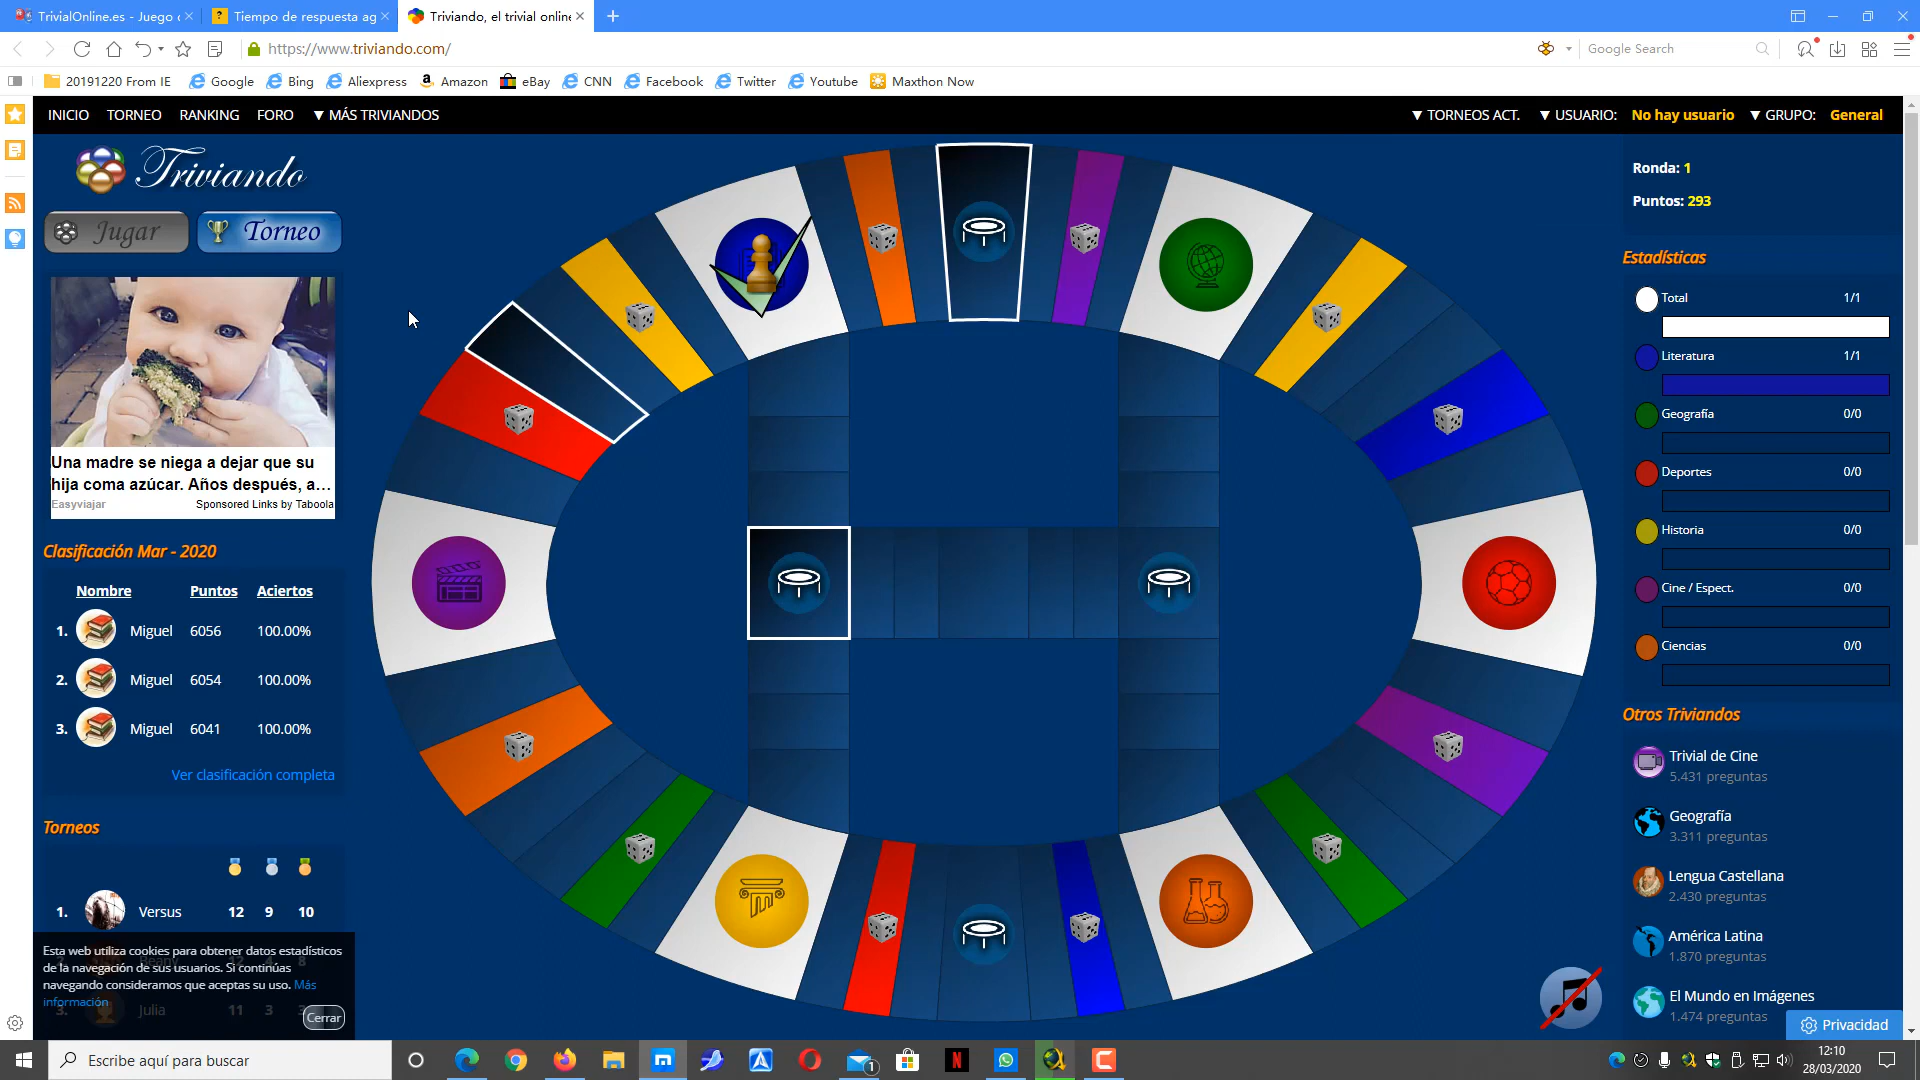 TrivialOnline.es - Juego
Tiempo de respuesta ag
Triviando, el trivial online
https://www.triviando.com/
Google Search
20191220 From IE
Google
Bing
Aliexpress
Amazon
eBay
CNN
Facebook
Twitter
Youtube
Maxthon Now
INICIO TORNEO RANKING FORO ▼ MÁS TRIVIANDOS
▼ TORNEOS ACT. ▼ USUARIO: No hay usuario ▼ GRUPO: General
Triviando
Jugar
Torneo
Una madre se niega a dejar que su
hija coma azúcar. Años después, a…
Easyviajar
Sponsored Links by Taboola
Clasificación Mar - 2020
Nombre Puntos Aciertos
1. Miguel 6056 100.00%
2. Miguel 6054 100.00%
3. Miguel 6041 100.00%
Ver clasificación completa
Torneos
1. Versus 12 9 10
Esta web utiliza cookies para obtener datos estadísticos
de la navegación de sus usuarios. Si continúas
navegando consideramos que aceptas su uso. Más
información
3. Julia 11 3
Cerrar
Ronda: 1
Puntos: 293
Estadísticas
Total 1/1
Literatura 1/1
Geografía 0/0
Deportes 0/0
Historia 0/0
Cine / Espect. 0/0
Ciencias 0/0
Otros Triviandos
Trivial de Cine
5.431 preguntas
Geografía
3.311 preguntas
Lengua Castellana
2.430 preguntas
América Latina
1.870 preguntas
El Mundo en Imágenes
1.474 preguntas
Privacidad
Escribe aquí para buscar
1
12:10
28/03/2020